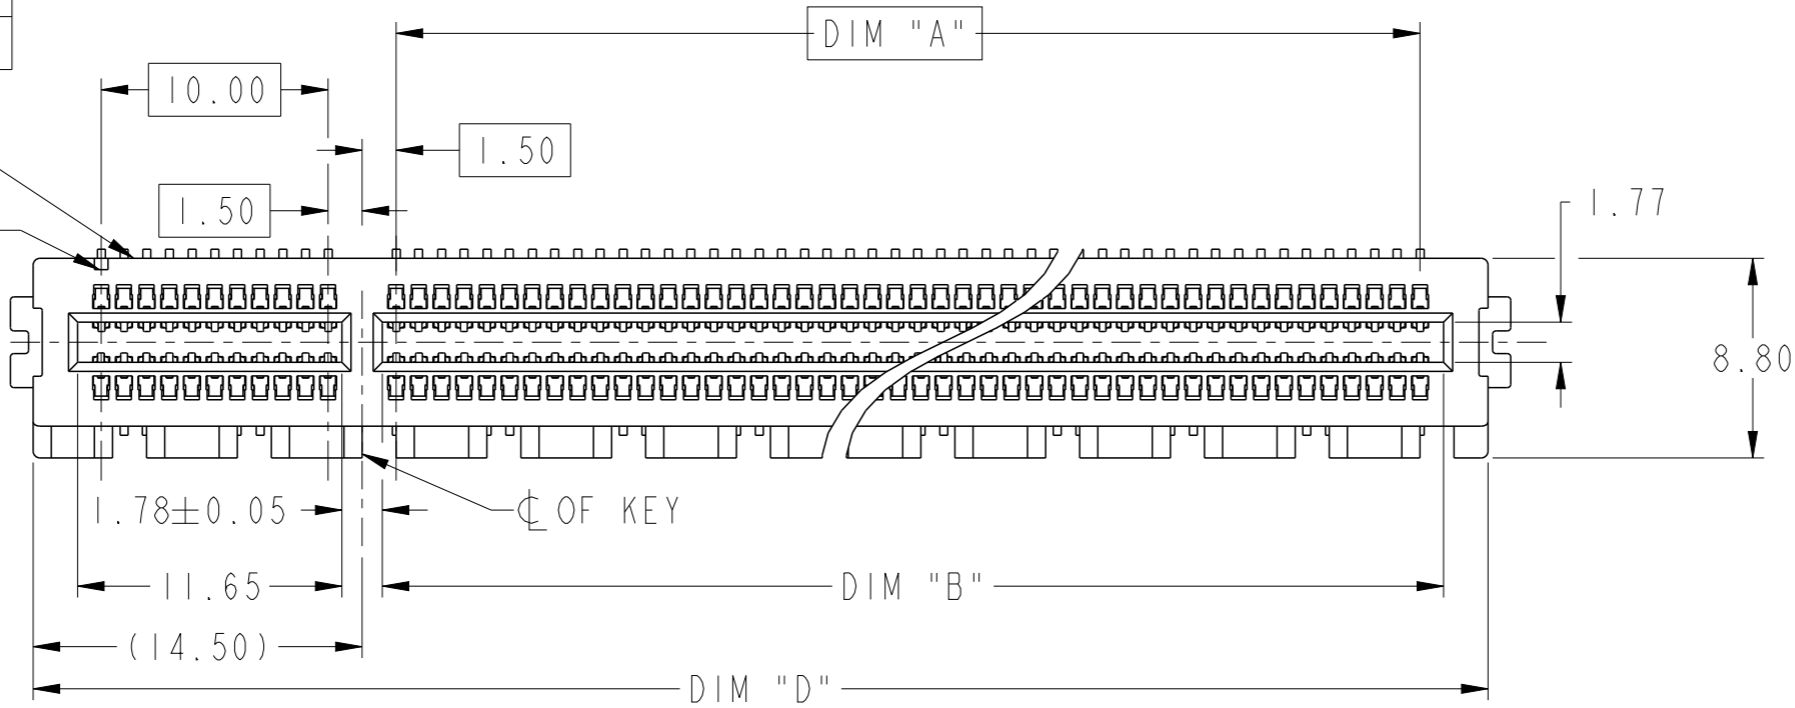 DIM "A"
10.00
1.50
1.50
1.77
8.80
1.78±0.05
℄ OF KEY
11.65
DIM "B"
(14.50)
DIM "D"